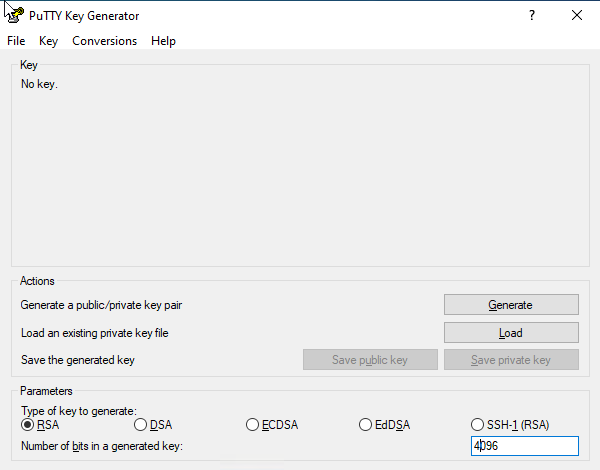 PuTTY Key Generator ?
File Key Conversions Help
Key
No key.
Actions
Generate a public/private key pair Generate
Load an existing private key file Load
Save the generated key Save public key Save private key
Parameters
Type of key to generate:
RSA DSA ECDSA EdDSA SSH-1 (RSA)
Number of bits in a generated key: 4096